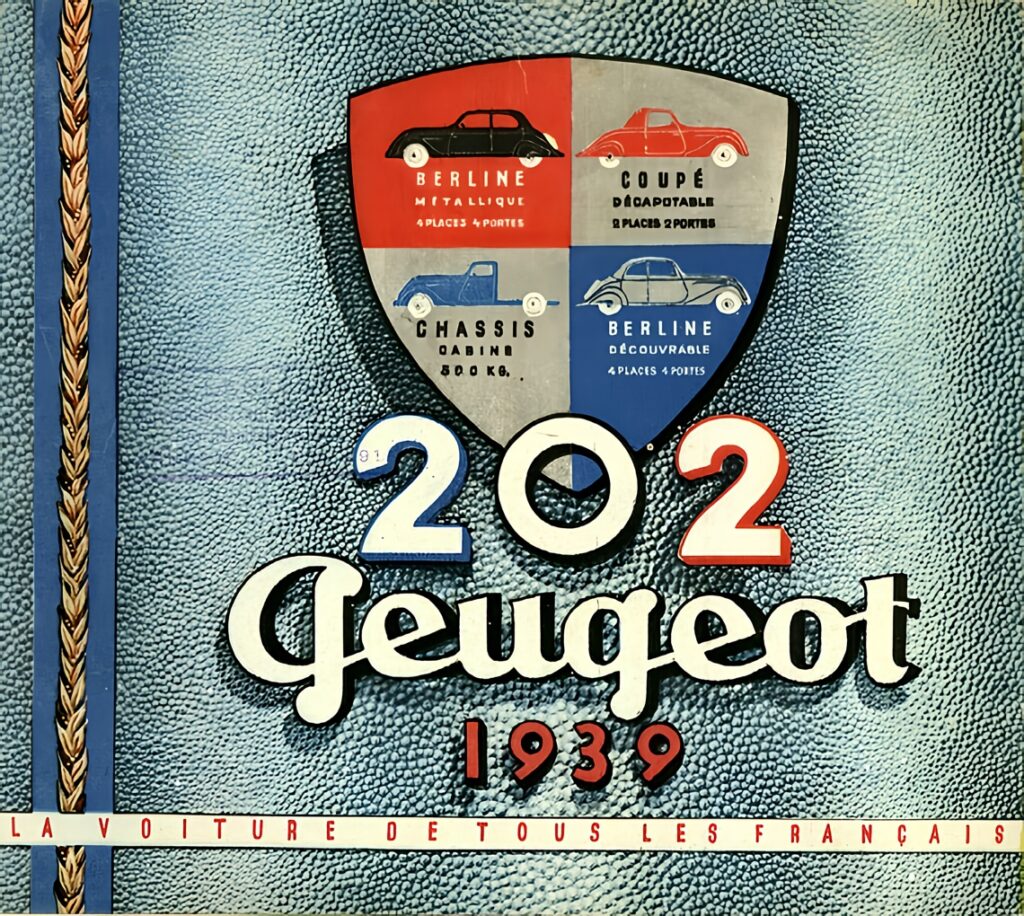 BERLINE
MÉTALLIQUE
4 PLACES 4 PORTES
COUPÉ
DÉCAPOTABLE
2 PLACES 2 PORTES
CHASSIS
CABINE
500 KG.
BERLINE
DÉCOUVRABLE
4 PLACES 4 PORTES
91
202
Peugeot
1939
LA VOITURE DE TOUS LES FRANÇAIS